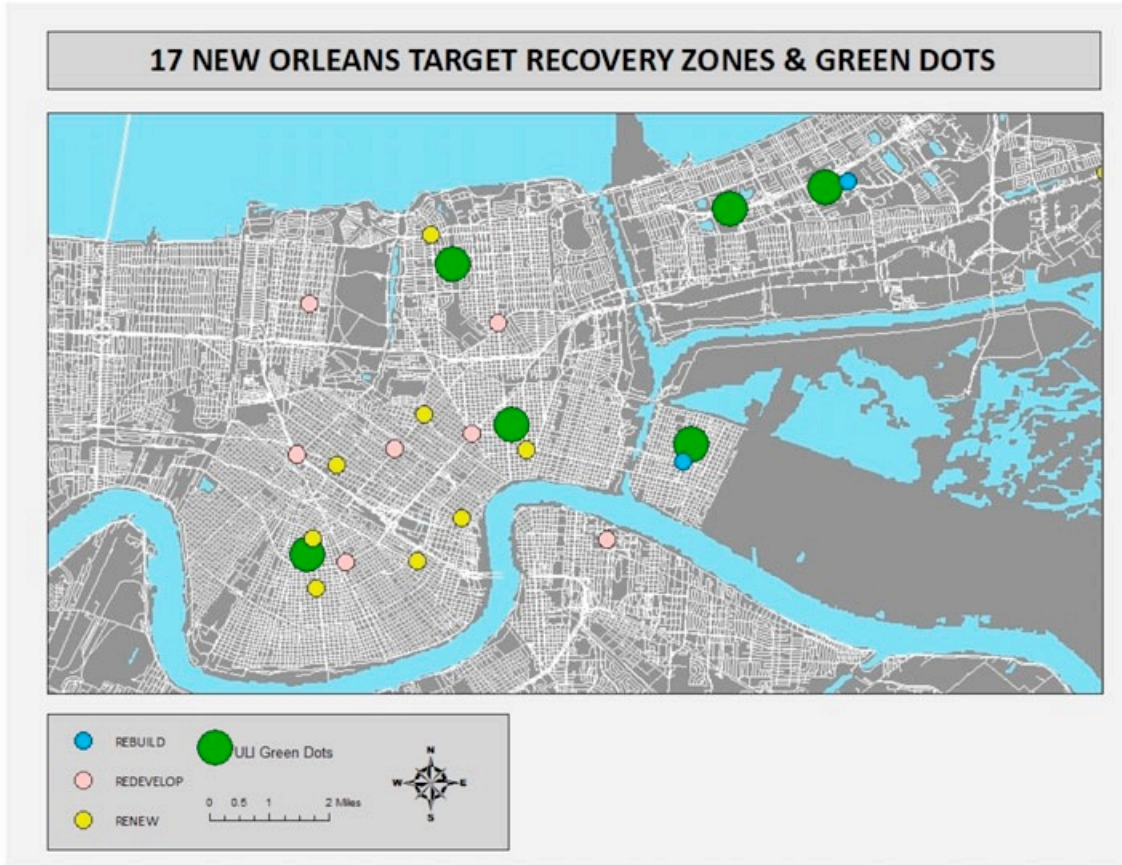 17 NEW ORLEANS TARGET RECOVERY ZONES & GREEN DOTS
REBUILD
REDEVELOP
RENEW
ULI Green Dots
0 0.5 1 2 Miles
N
W E
S